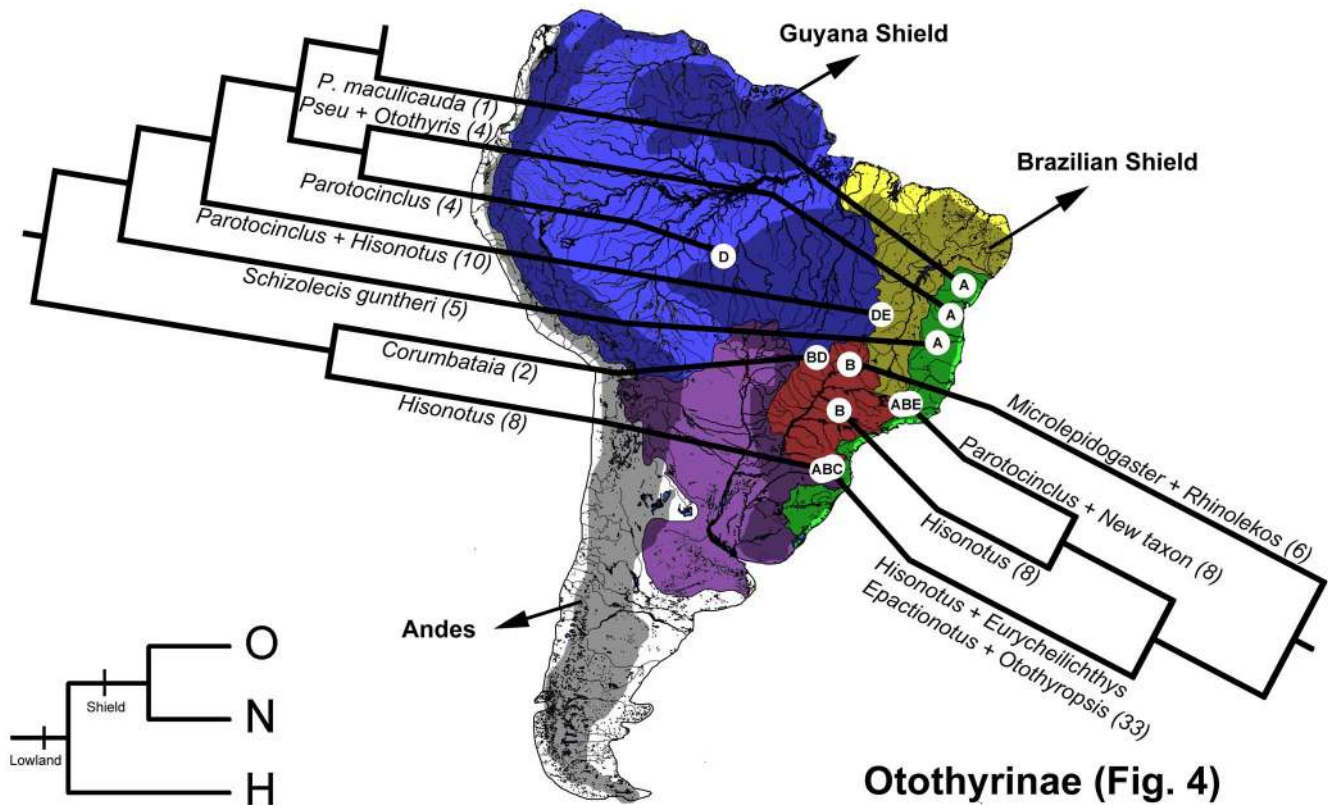 Guyana Shield
P. maculicauda (1)
Pseu + Otothyris (4)
Brazilian Shield
Parotocinclus (4)
Parotocinclus + Hisonotus (10)
Schizolecis guntheri (5)
Corumbataia (2)
Hisonotus (8)
D
A
A
DE
A
BD
B
ABE
B
ABC
Microlepidogaster + Rhinolekos (6)
Parotocinclus + New taxon (8)
Hisonotus (8)
Hisonotus + Eurycheilichthys
Epactionotus + Otothyropsis (33)
Andes
O
Shield
N
Lowland
H
Otothyrinae (Fig. 4)